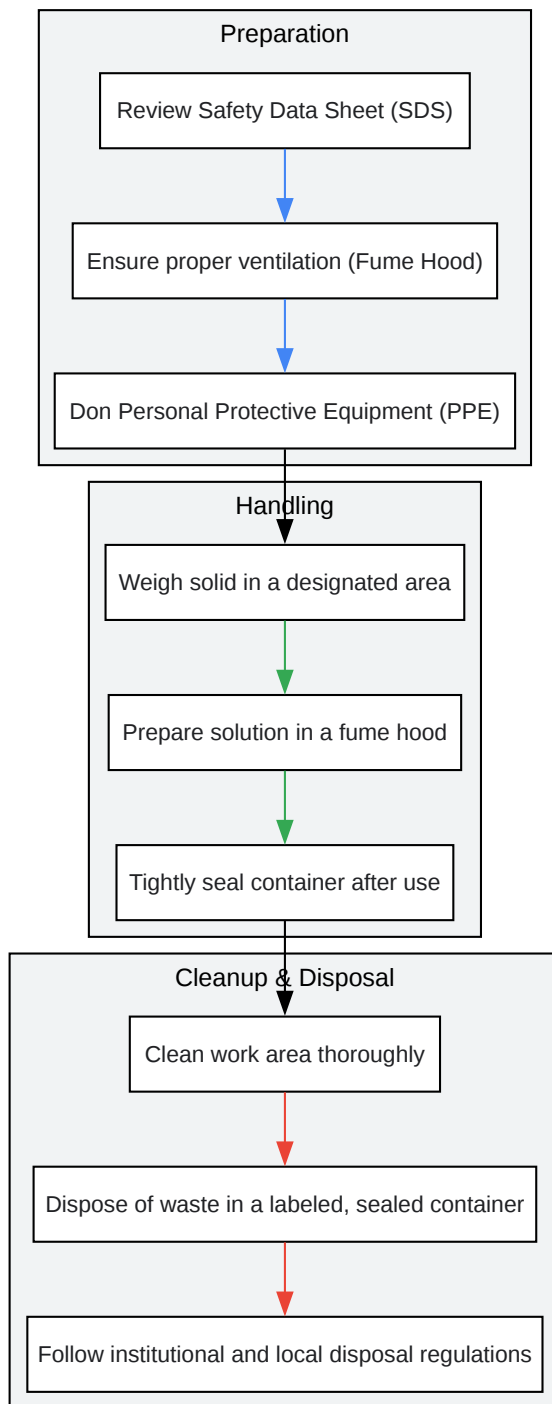 Preparation
Review Safety Data Sheet (SDS)
Ensure proper ventilation (Fume Hood)
Don Personal Protective Equipment (PPE)
Handling
Weigh solid in a designated area
Prepare solution in a fume hood
Tightly seal container after use
Cleanup & Disposal
Clean work area thoroughly
Dispose of waste in a labeled, sealed container
Follow institutional and local disposal regulations